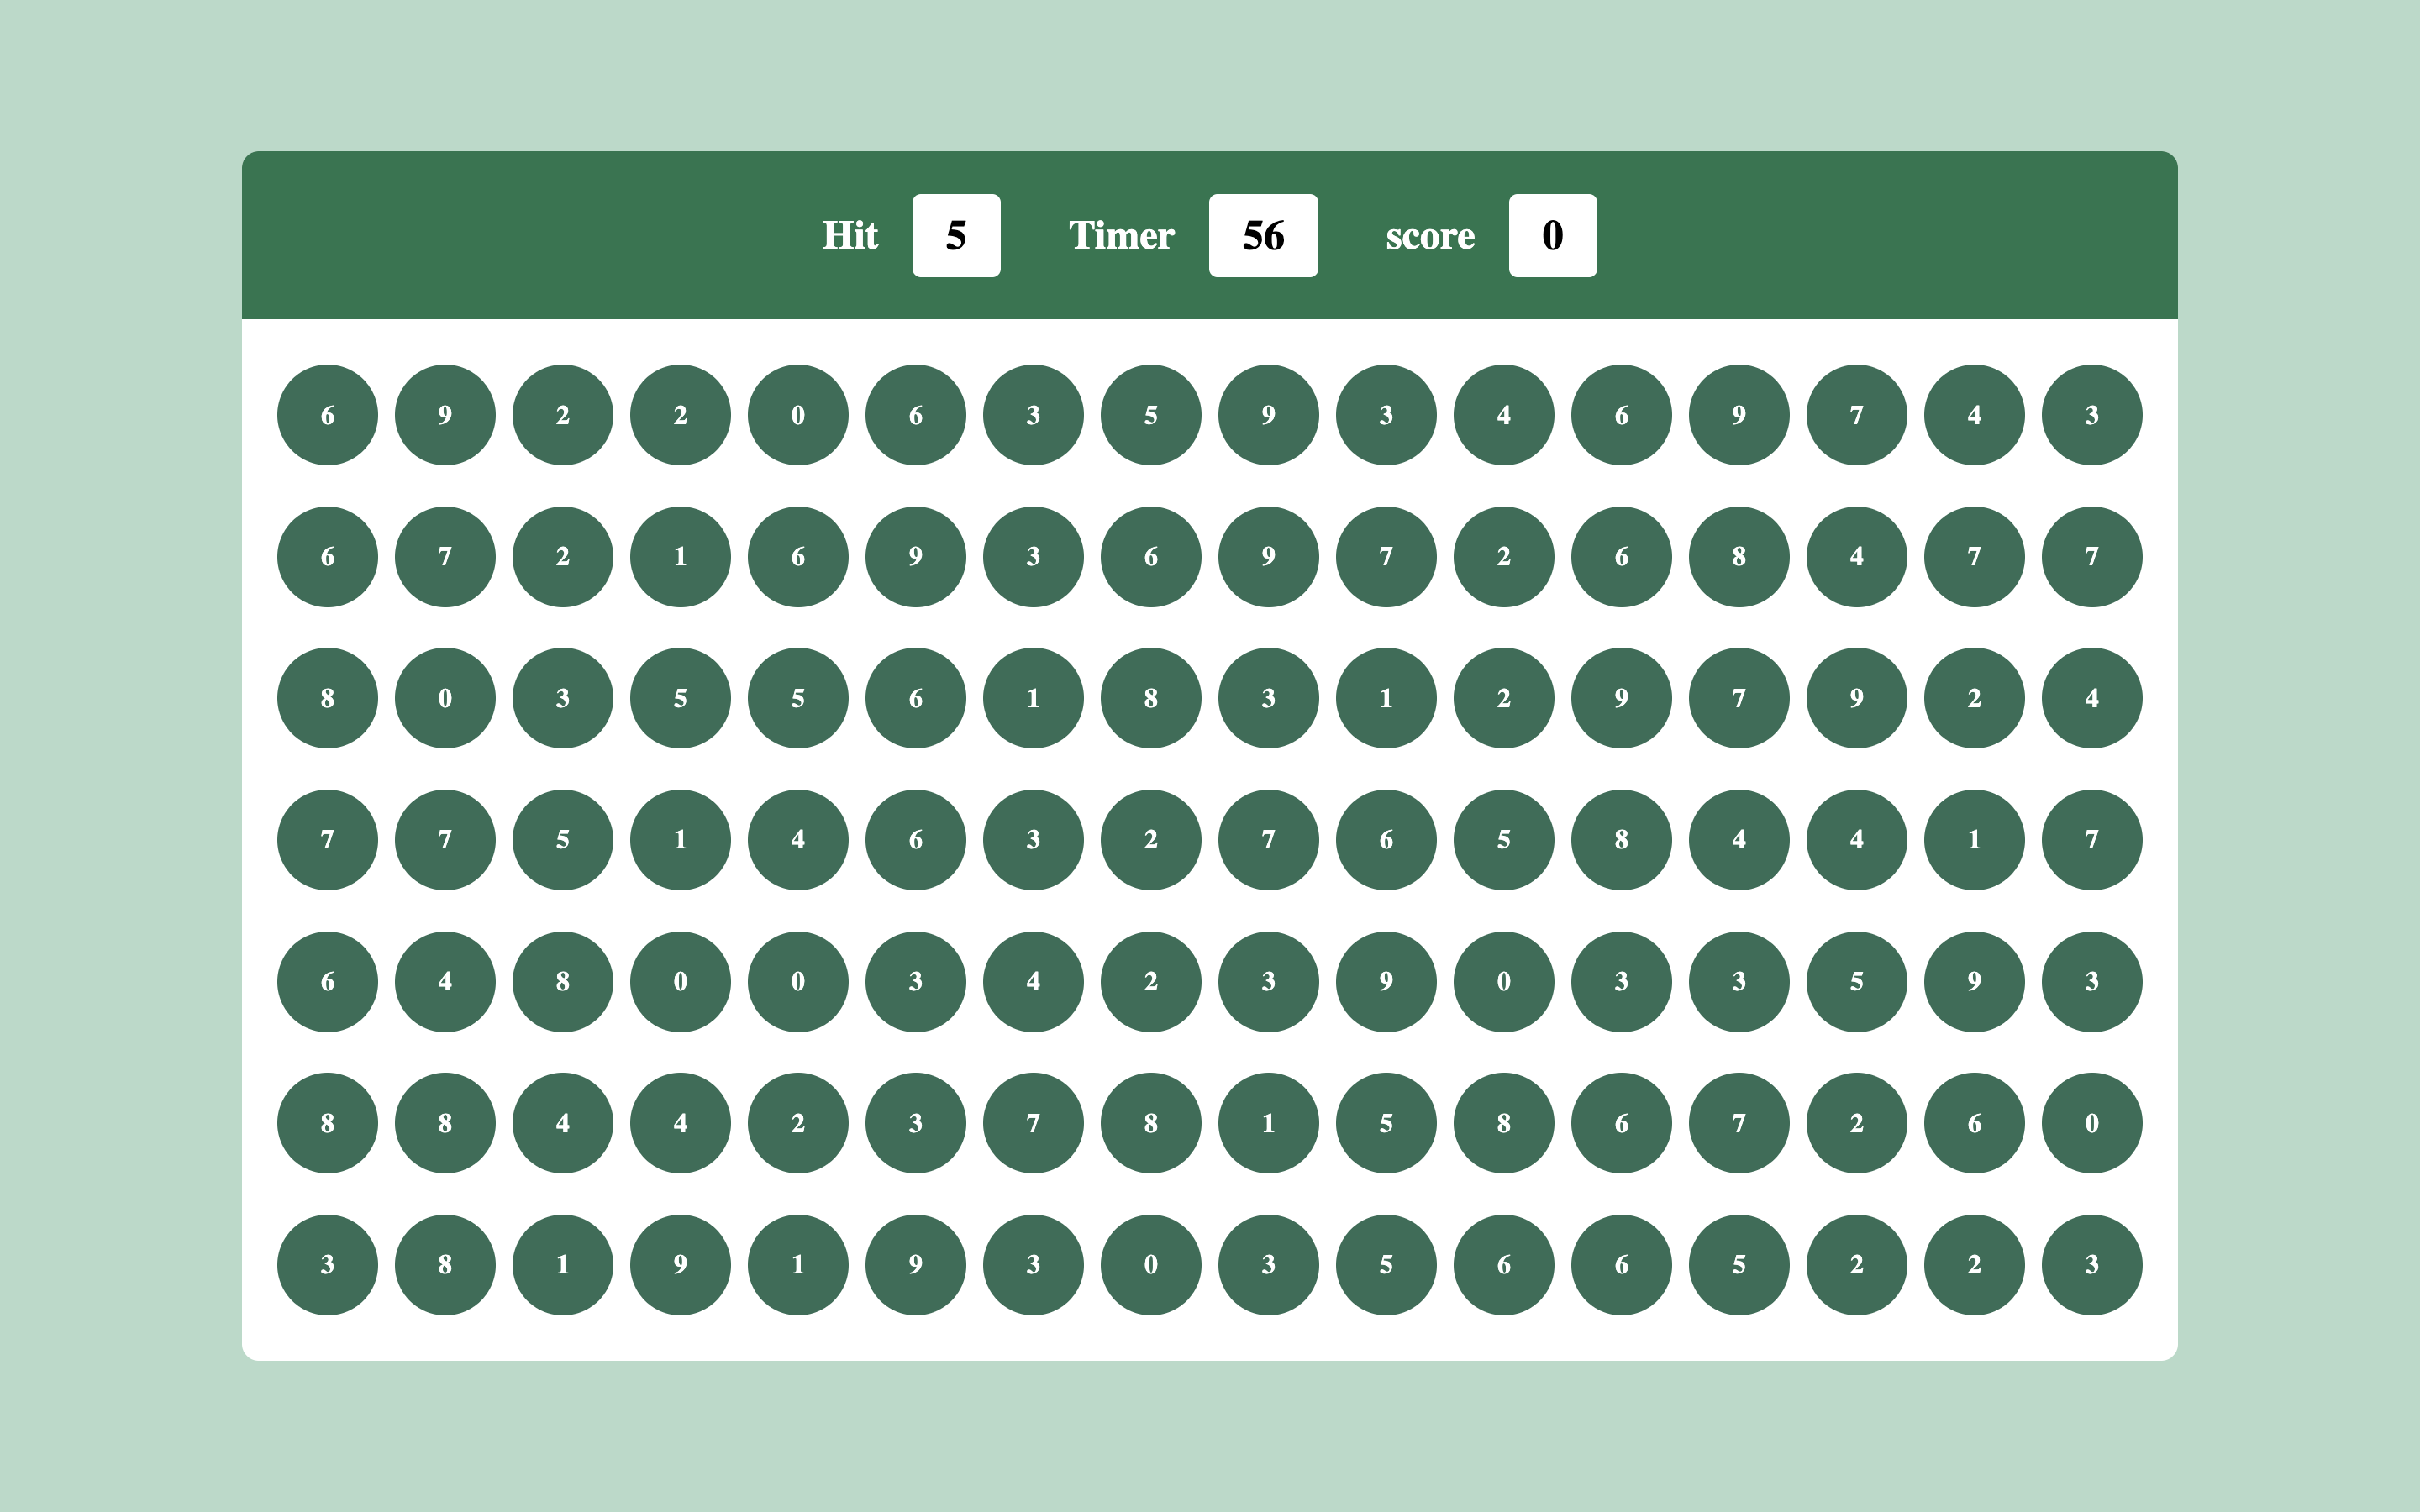 Hit 5 Timer 56 score 0
6 9 2 2 0 6 3 5 9 3 4 6 9 7 4 3
6 7 2 1 6 9 3 6 9 7 2 6 8 4 7 7
8 0 3 5 5 6 1 8 3 1 2 9 7 9 2 4
7 7 5 1 4 6 3 2 7 6 5 8 4 4 1 7
6 4 8 0 0 3 4 2 3 9 0 3 3 5 9 3
8 8 4 4 2 3 7 8 1 5 8 6 7 2 6 0
3 8 1 9 1 9 3 0 3 5 6 6 5 2 2 3